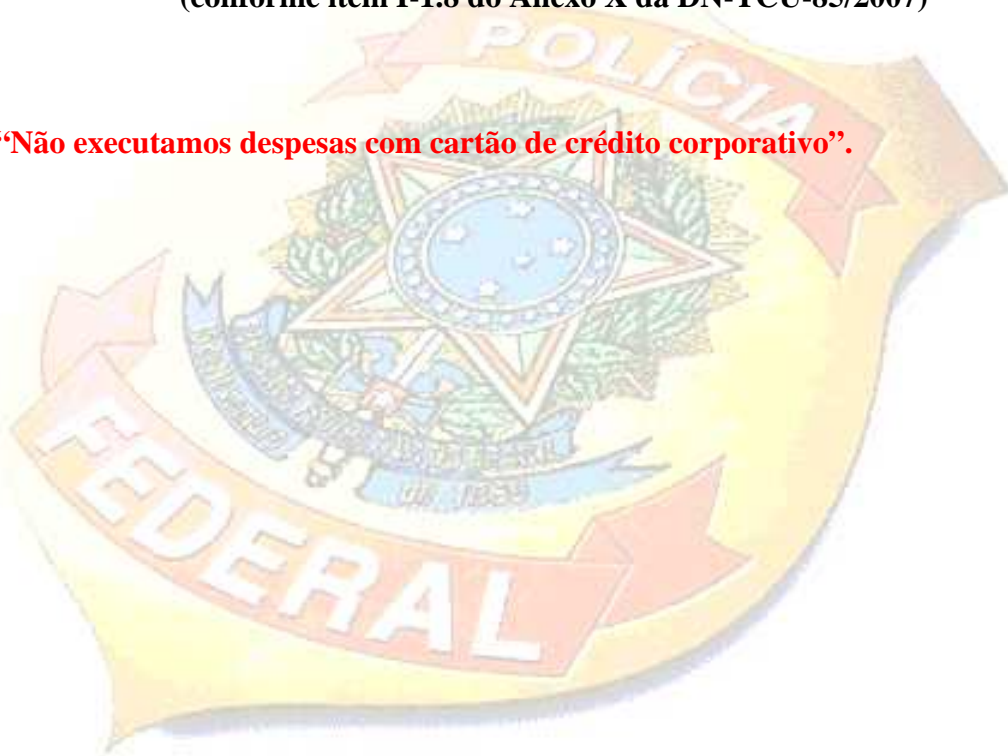 (conforme item I-1.8 do Anexo X da DN-TCU-85/2007)
POLÍCIA
“Não executamos despesas com cartão de crédito corporativo”.
FEDERAL